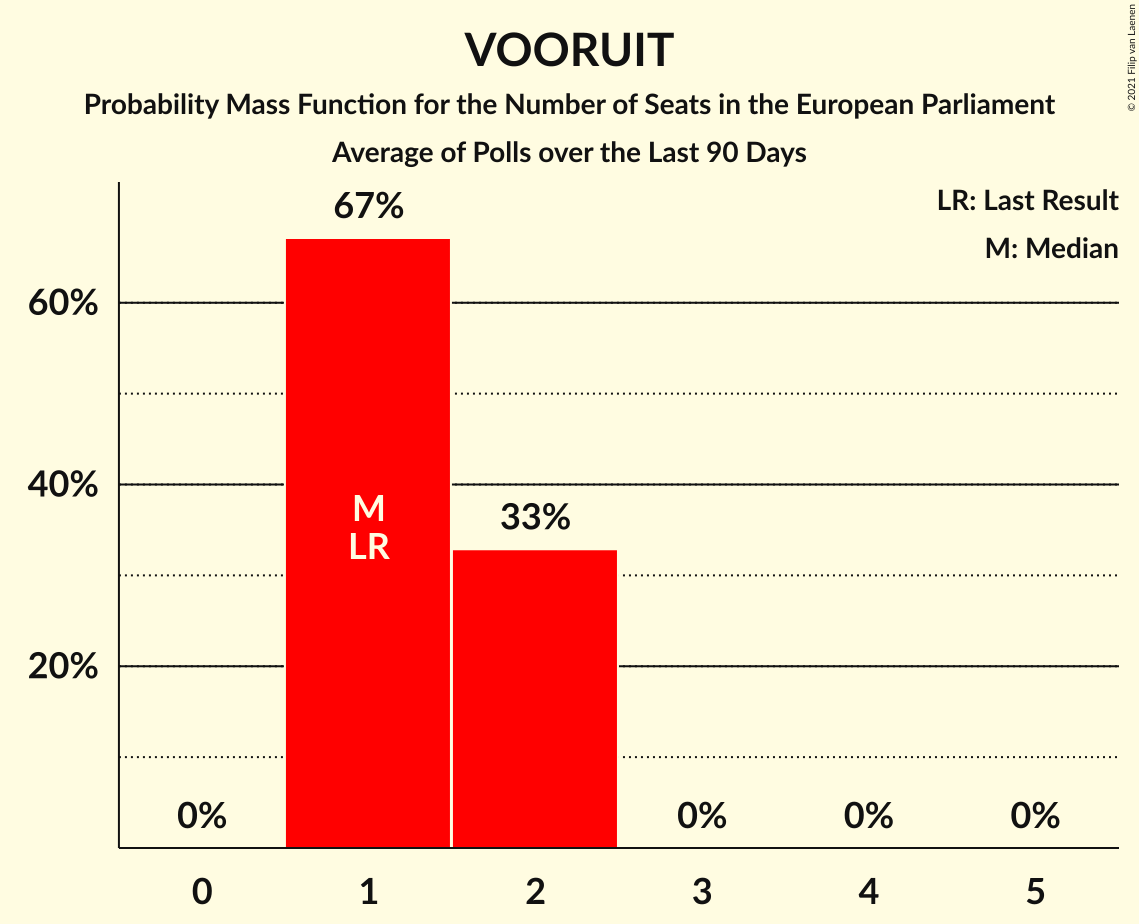 VOORUIT
Probability Mass Function for the Number of Seats in the European Parliament
Average of Polls over the Last 90 Days
© 2021 Filip van Laenen
LR: Last Result
M: Median
67%
60%
40%
M
LR
33%
20%
0%
0%
0%
0%
0
1
2
3
4
5